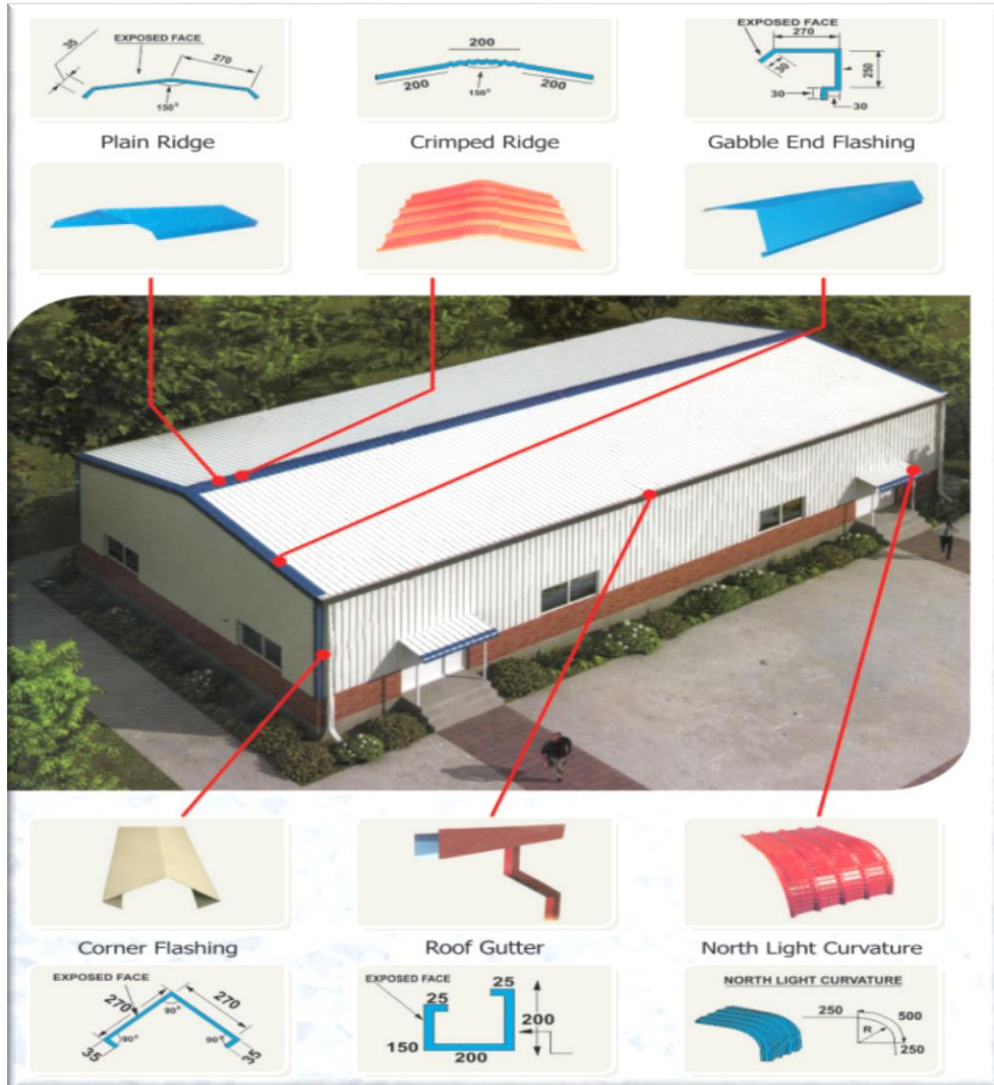 EXPOSED FACE
35
270
150°
200
200
200
150°
EXPOSED FACE
270
30
250
30
30
Plain Ridge
Crimped Ridge
Gabble End Flashing
Corner Flashing
Roof Gutter
North Light Curvature
EXPOSED FACE
270
270
90°
90°
90°
35
35
EXPOSED FACE
25
25
150
200
200
NORTH LIGHT CURVATURE
250
500
R
250